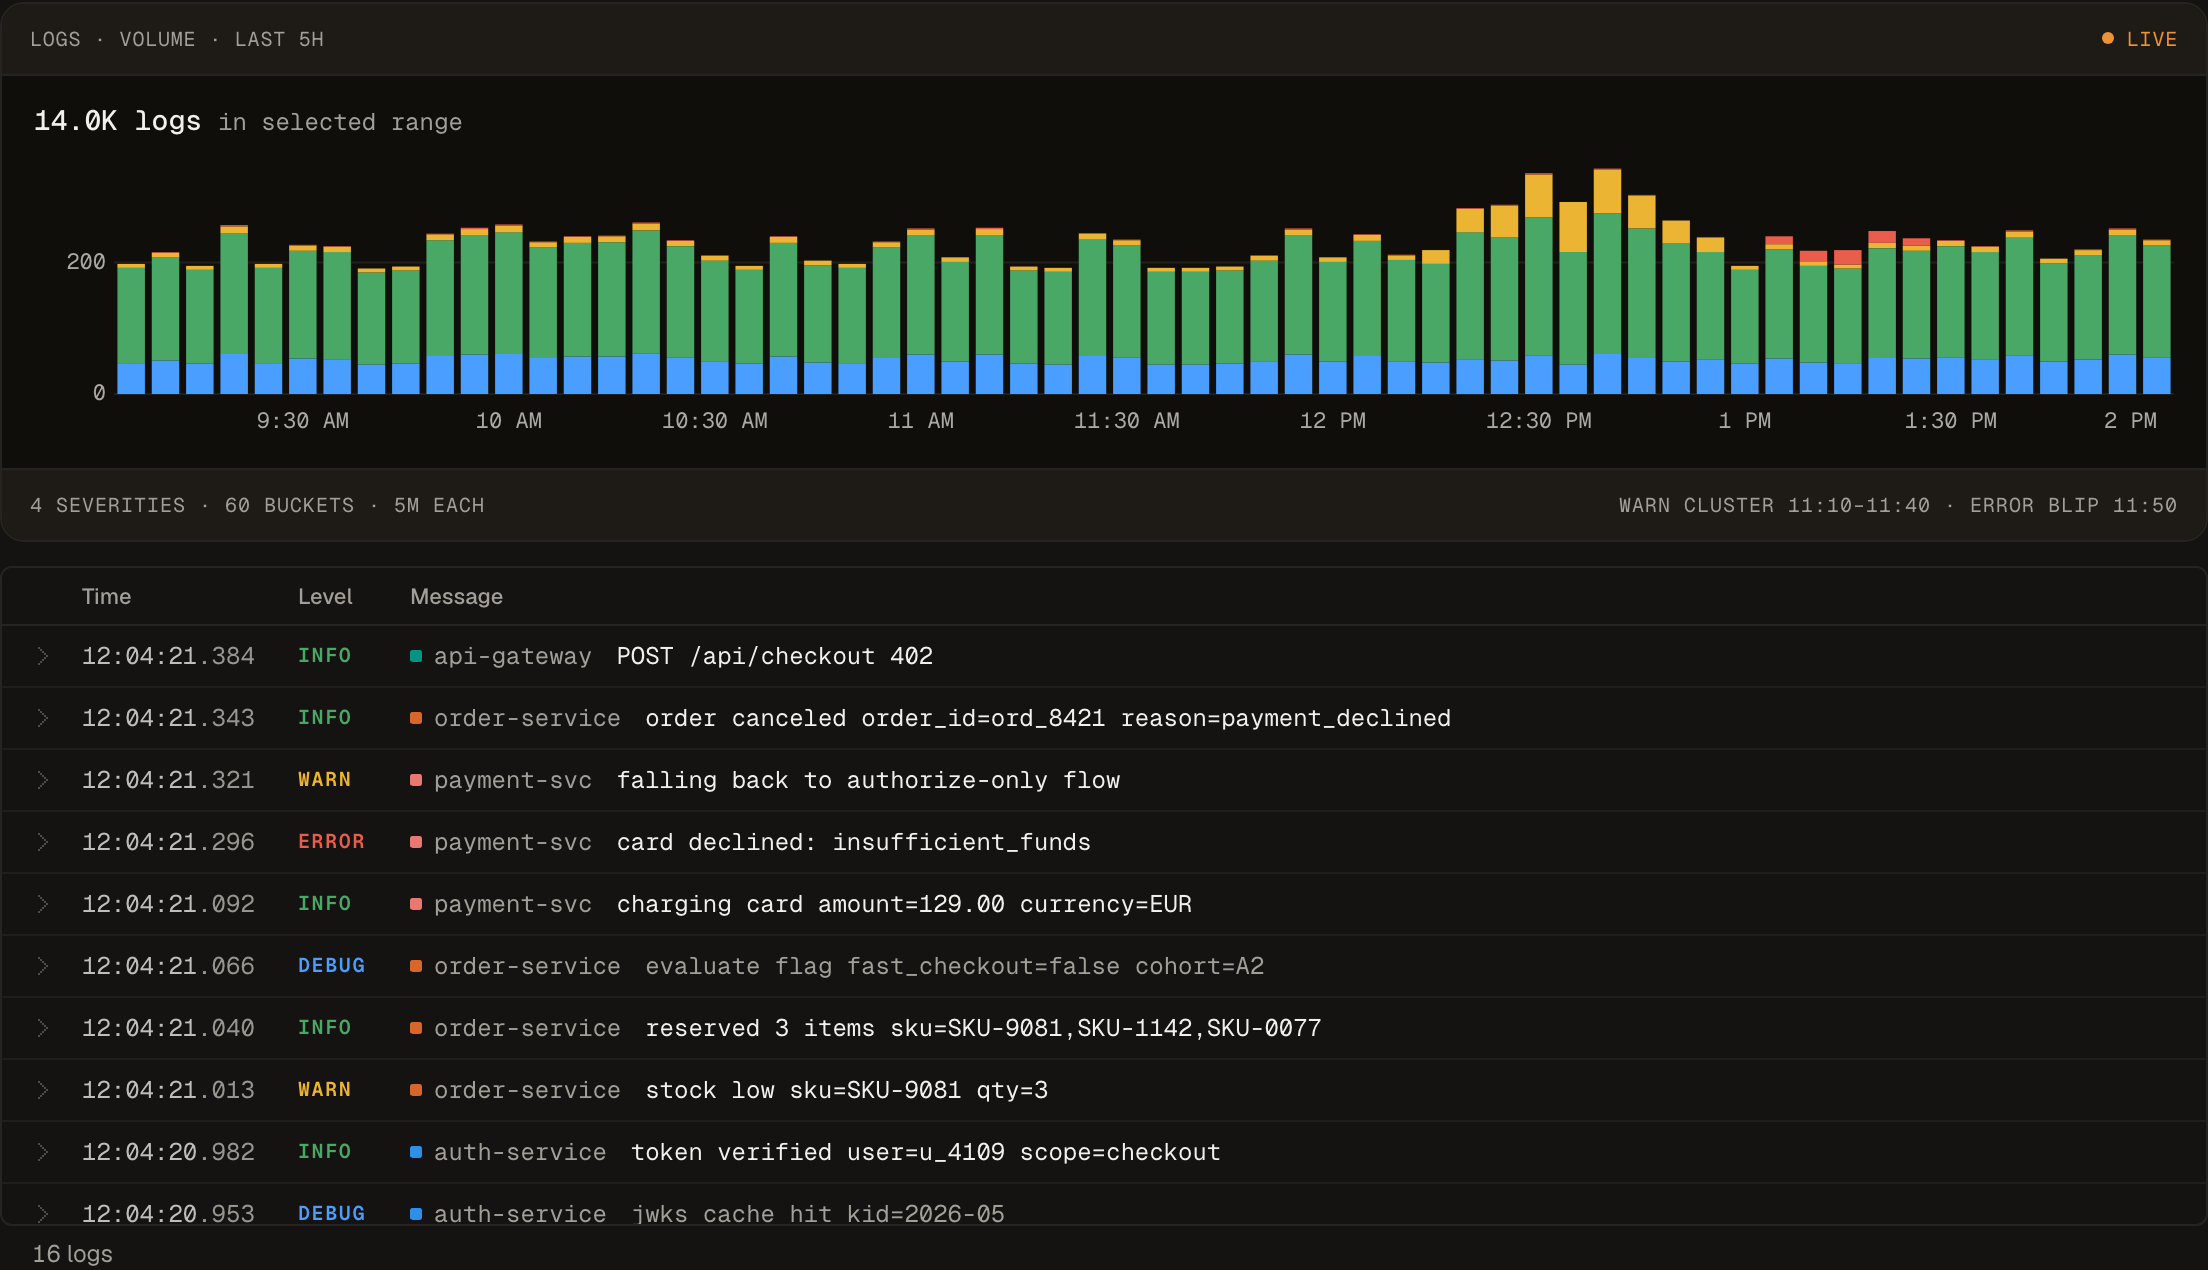 LOGS · VOLUME · LAST 5H
LIVE
14.0K logs in selected range
200
0
9:30 AM 10 AM 10:30 AM 11 AM 11:30 AM 12 PM 12:30 PM 1 PM 1:30 PM 2 PM
4 SEVERITIES · 60 BUCKETS · 5M EACH
WARN CLUSTER 11:10–11:40 · ERROR BLIP 11:50
Time Level Message
12:04:21.384 INFO api-gateway POST /api/checkout 402
12:04:21.343 INFO order-service order canceled order_id=ord_8421 reason=payment_declined
12:04:21.321 WARN payment-svc falling back to authorize-only flow
12:04:21.296 ERROR payment-svc card declined: insufficient_funds
12:04:21.092 INFO payment-svc charging card amount=129.00 currency=EUR
12:04:21.066 DEBUG order-service evaluate flag fast_checkout=false cohort=A2
12:04:21.040 INFO order-service reserved 3 items sku=SKU-9081,SKU-1142,SKU-0077
12:04:21.013 WARN order-service stock low sku=SKU-9081 qty=3
12:04:20.982 INFO auth-service token verified user=u_4109 scope=checkout
12:04:20.953 DEBUG auth-service jwks cache hit kid=2026-05
16 logs